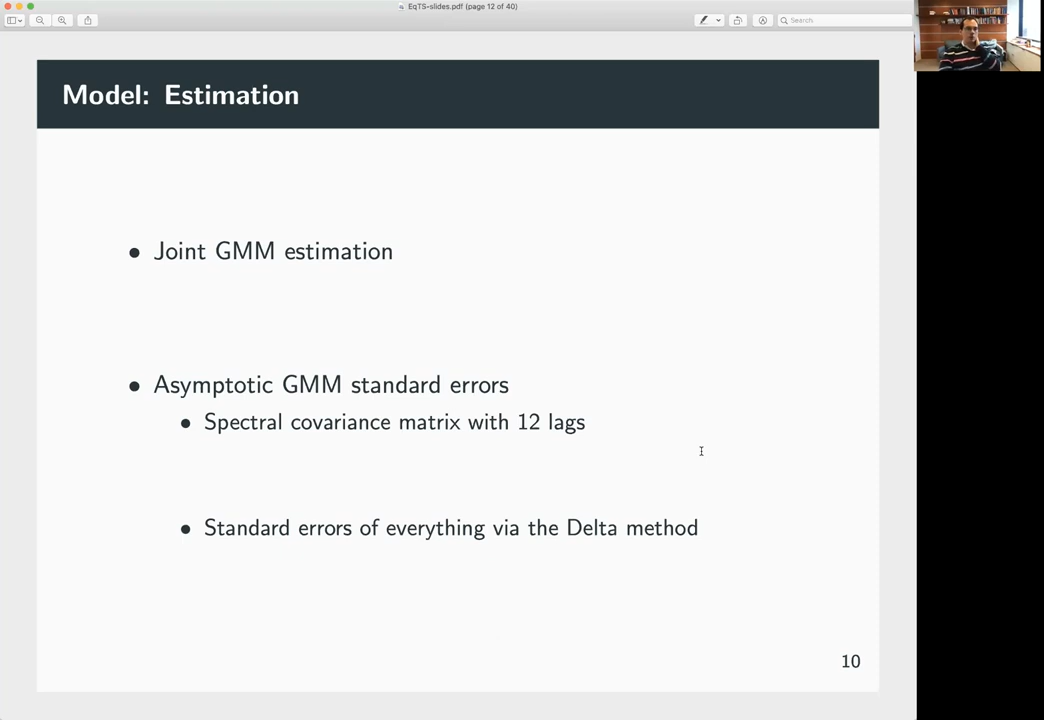 EqTS-slides.pdf (page 12 of 40)
Search
Model: Estimation
• Joint GMM estimation
• Asymptotic GMM standard errors
• Spectral covariance matrix with 12 lags
• Standard errors of everything via the Delta method
10